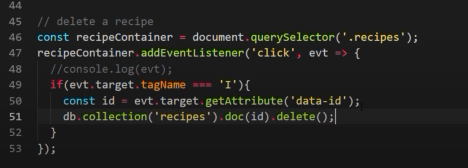 44
45 // delete a recipe
46 const recipeContainer = document.querySelector('.recipes');
47 recipeContainer.addEventListener('click', evt => {
48   //console.log(evt);
49   if(evt.target.tagName === 'I'){
50     const id = evt.target.getAttribute('data-id');
51     db.collection('recipes').doc(id).delete();
52   }
53 });